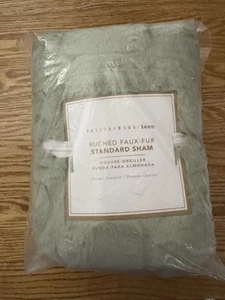 pottery barn teen
RUCHED FAUX-FUR
STANDARD SHAM
COUVRE-OREILLER
FUNDA PARA ALMOHADA